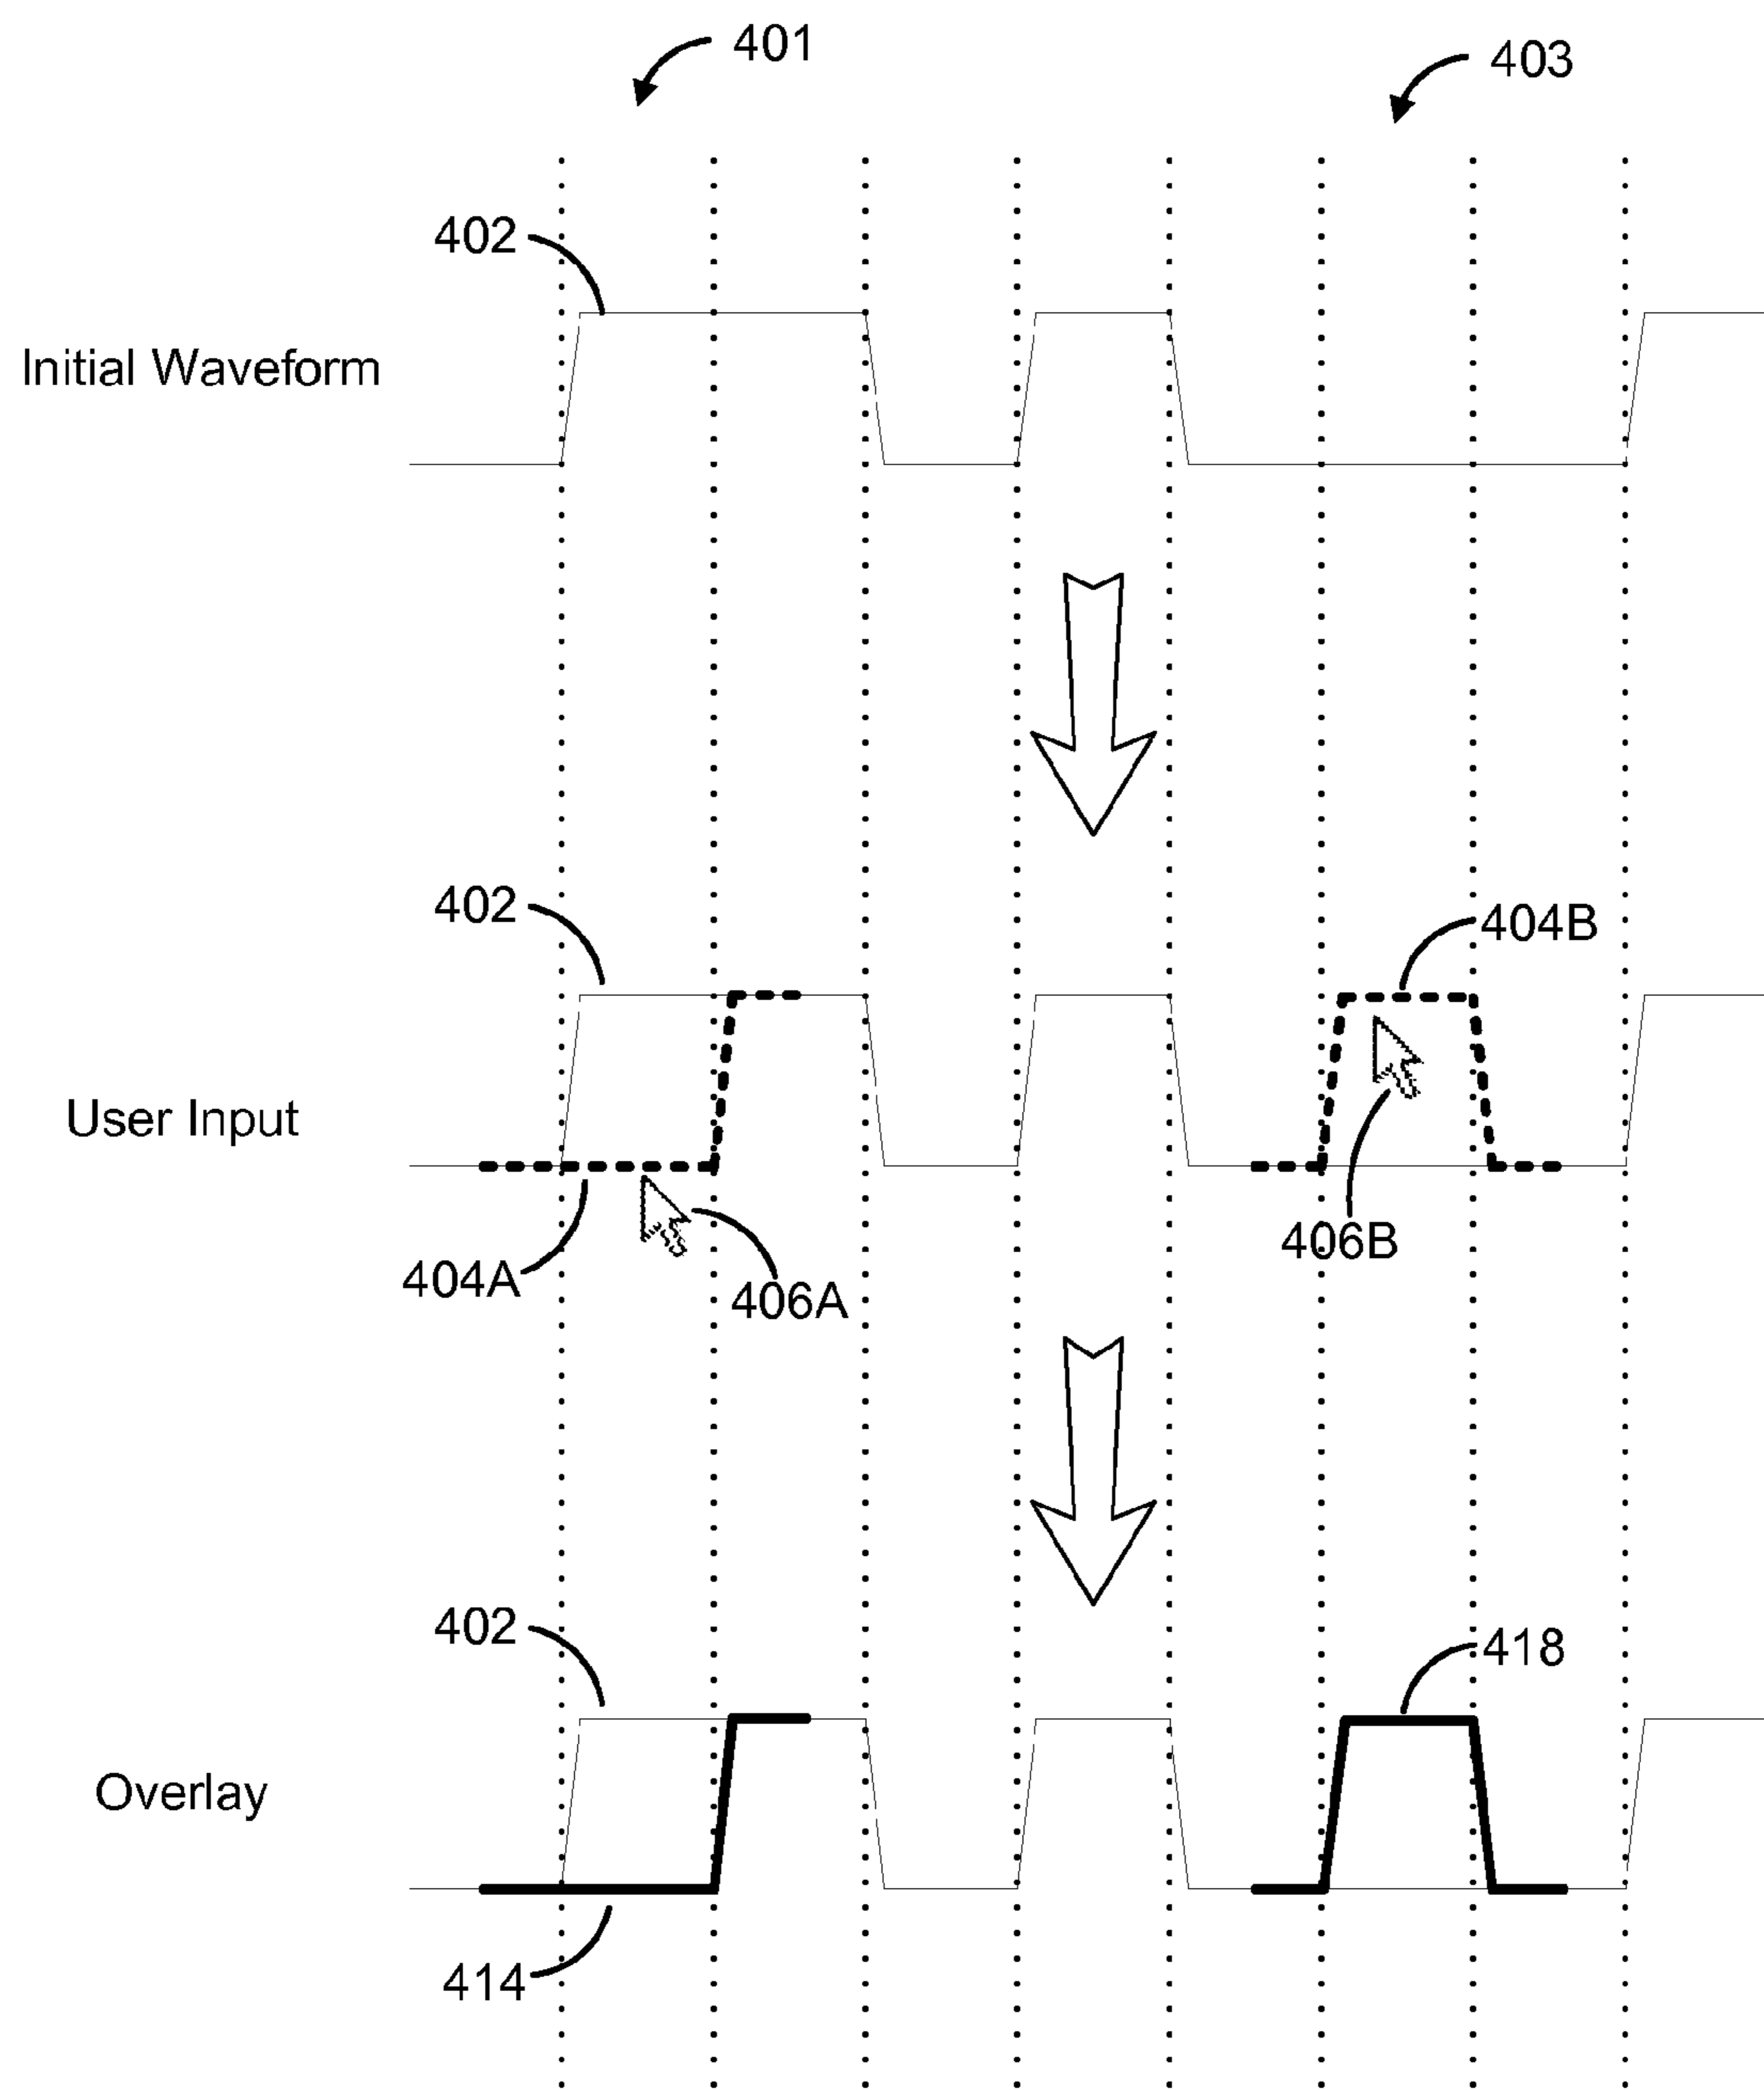 401
403
402
Initial Waveform
402
404B
User Input
406B
404A
406A
402
418
Overlay
414